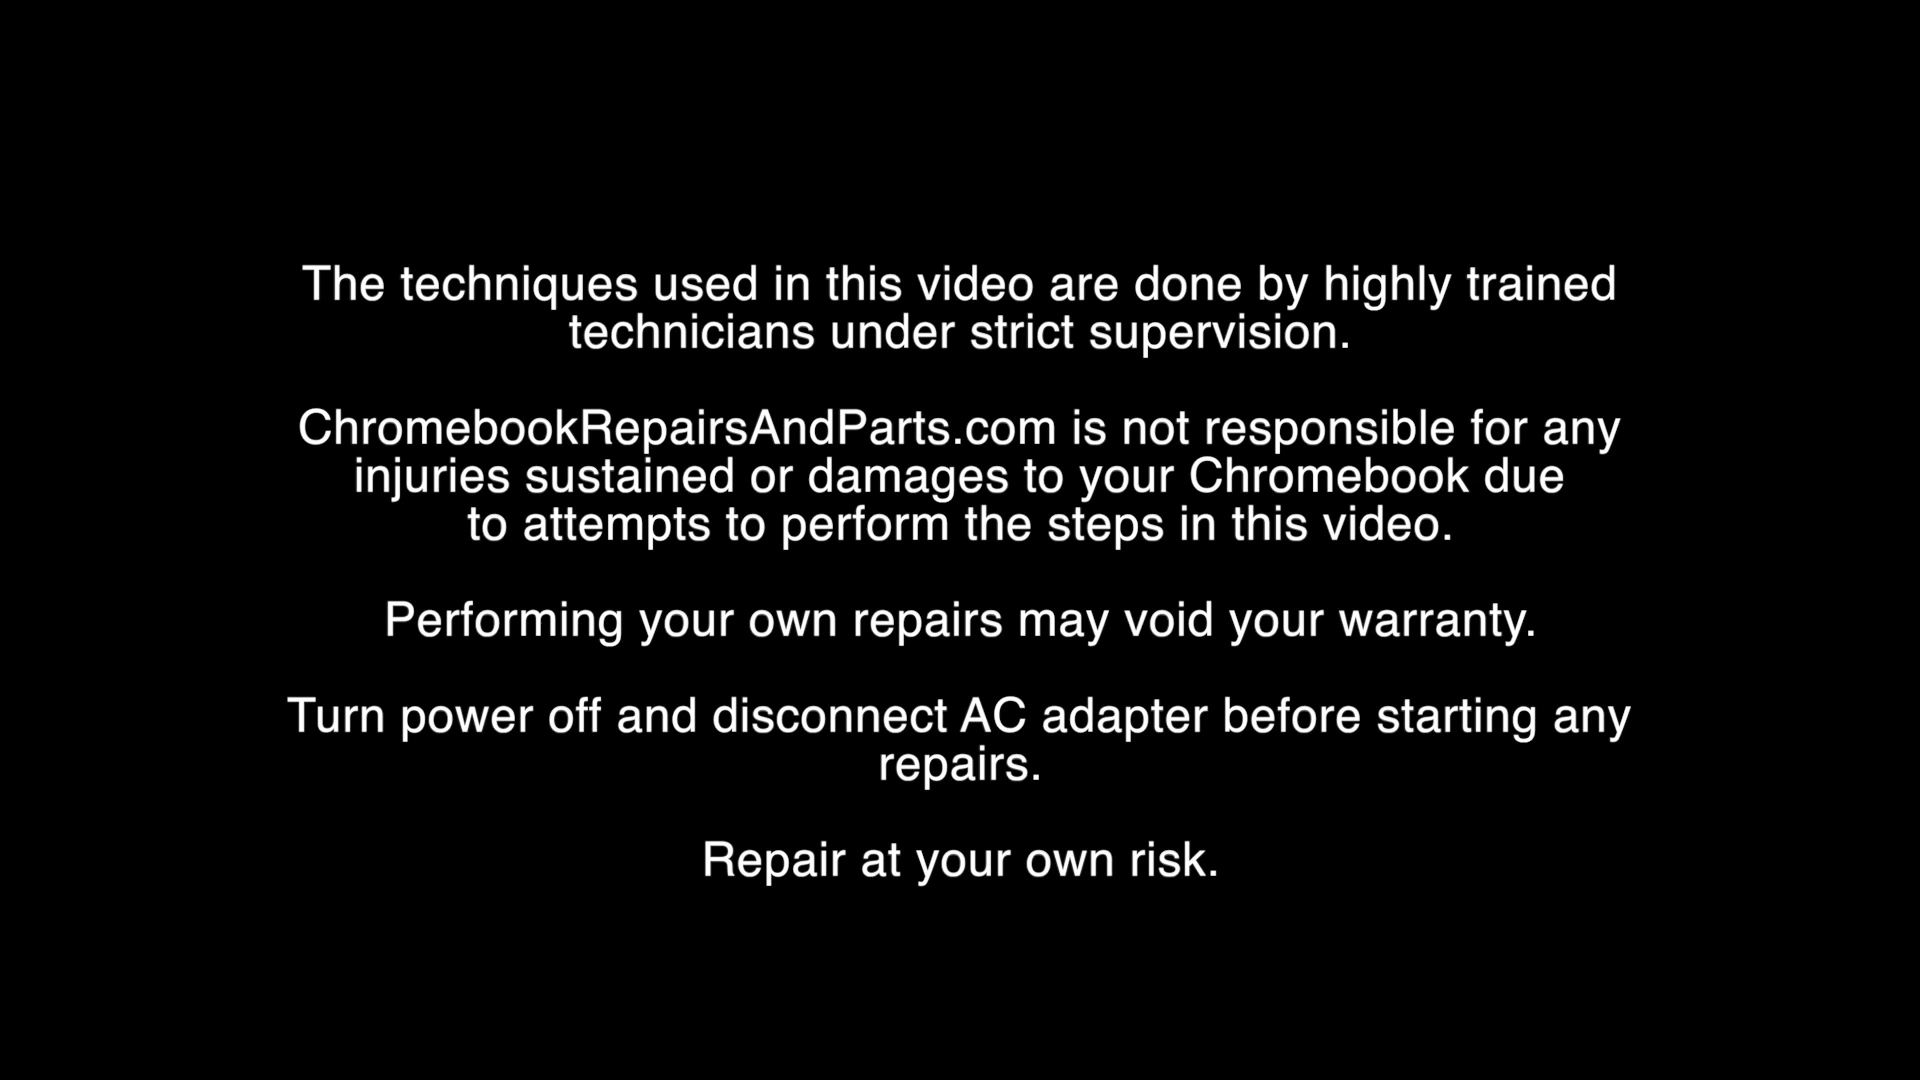 The techniques used in this video are done by highly trained
technicians under strict supervision.
ChromebookRepairsAndParts.com is not responsible for any
injuries sustained or damages to your Chromebook due
to attempts to perform the steps in this video.
Performing your own repairs may void your warranty.
Turn power off and disconnect AC adapter before starting any
repairs.
Repair at your own risk.